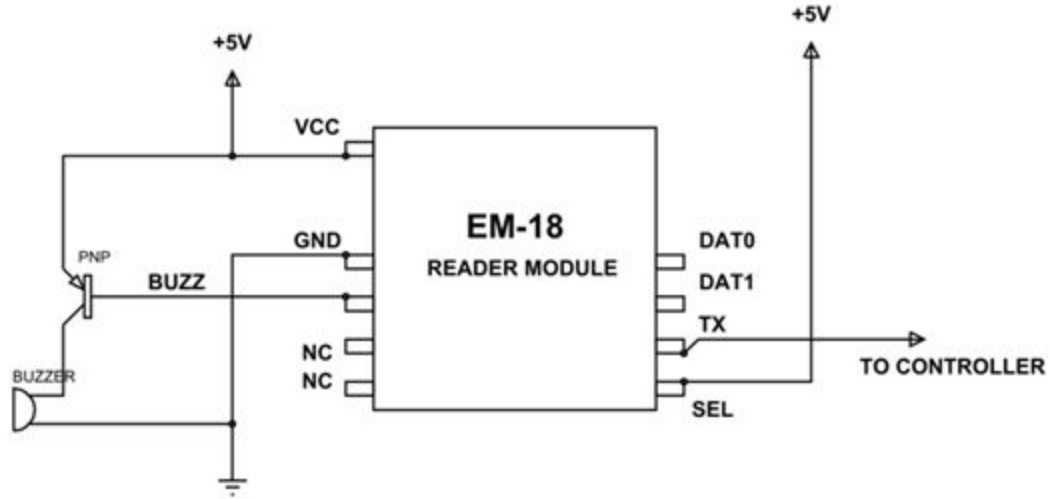 +5V
+5V
VCC
EM-18
READER MODULE
GND
DAT0
PNP
BUZZ
DAT1
TX
NC
TO CONTROLLER
NC
BUZZER
SEL